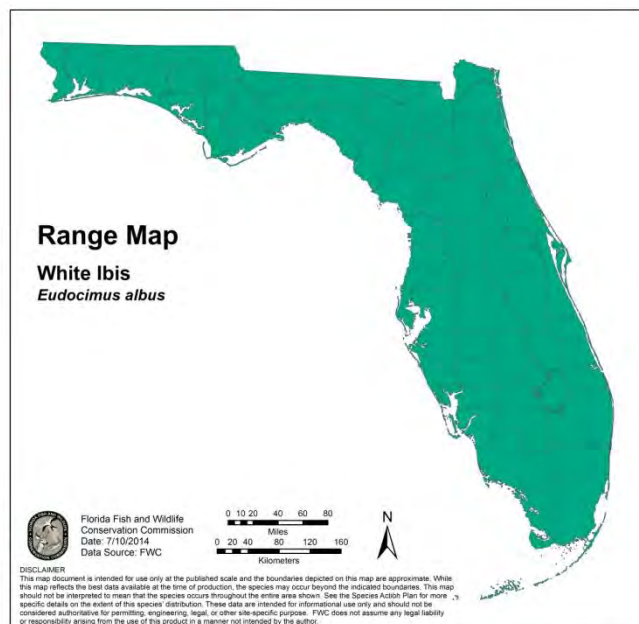 Range Map
White Ibis
Eudocimus albus
Florida Fish and Wildlife
Conservation Commission
Date: 7/10/2014
Data Source: FWC
0 10 20 40 60 80
Miles
0 20 40 80 120 160
Kilometers
N
DISCLAIMER
This map document is intended for use only at the published scale and the boundaries depicted on this map are approximate. While
this map reflects the best data available at the time of production, the species may occur beyond the indicated boundaries. This map
should not be interpreted to mean that the species occurs throughout the entire area shown. See the Species Action Plan for more
specific details on the extent of this species' distribution. These data are intended for informational use only and should not be
considered authoritative for permitting, engineering, legal, or other site-specific purpose. FWC does not assume any legal liability
or responsibility arising from the use of this product in a manner not intended by the author.